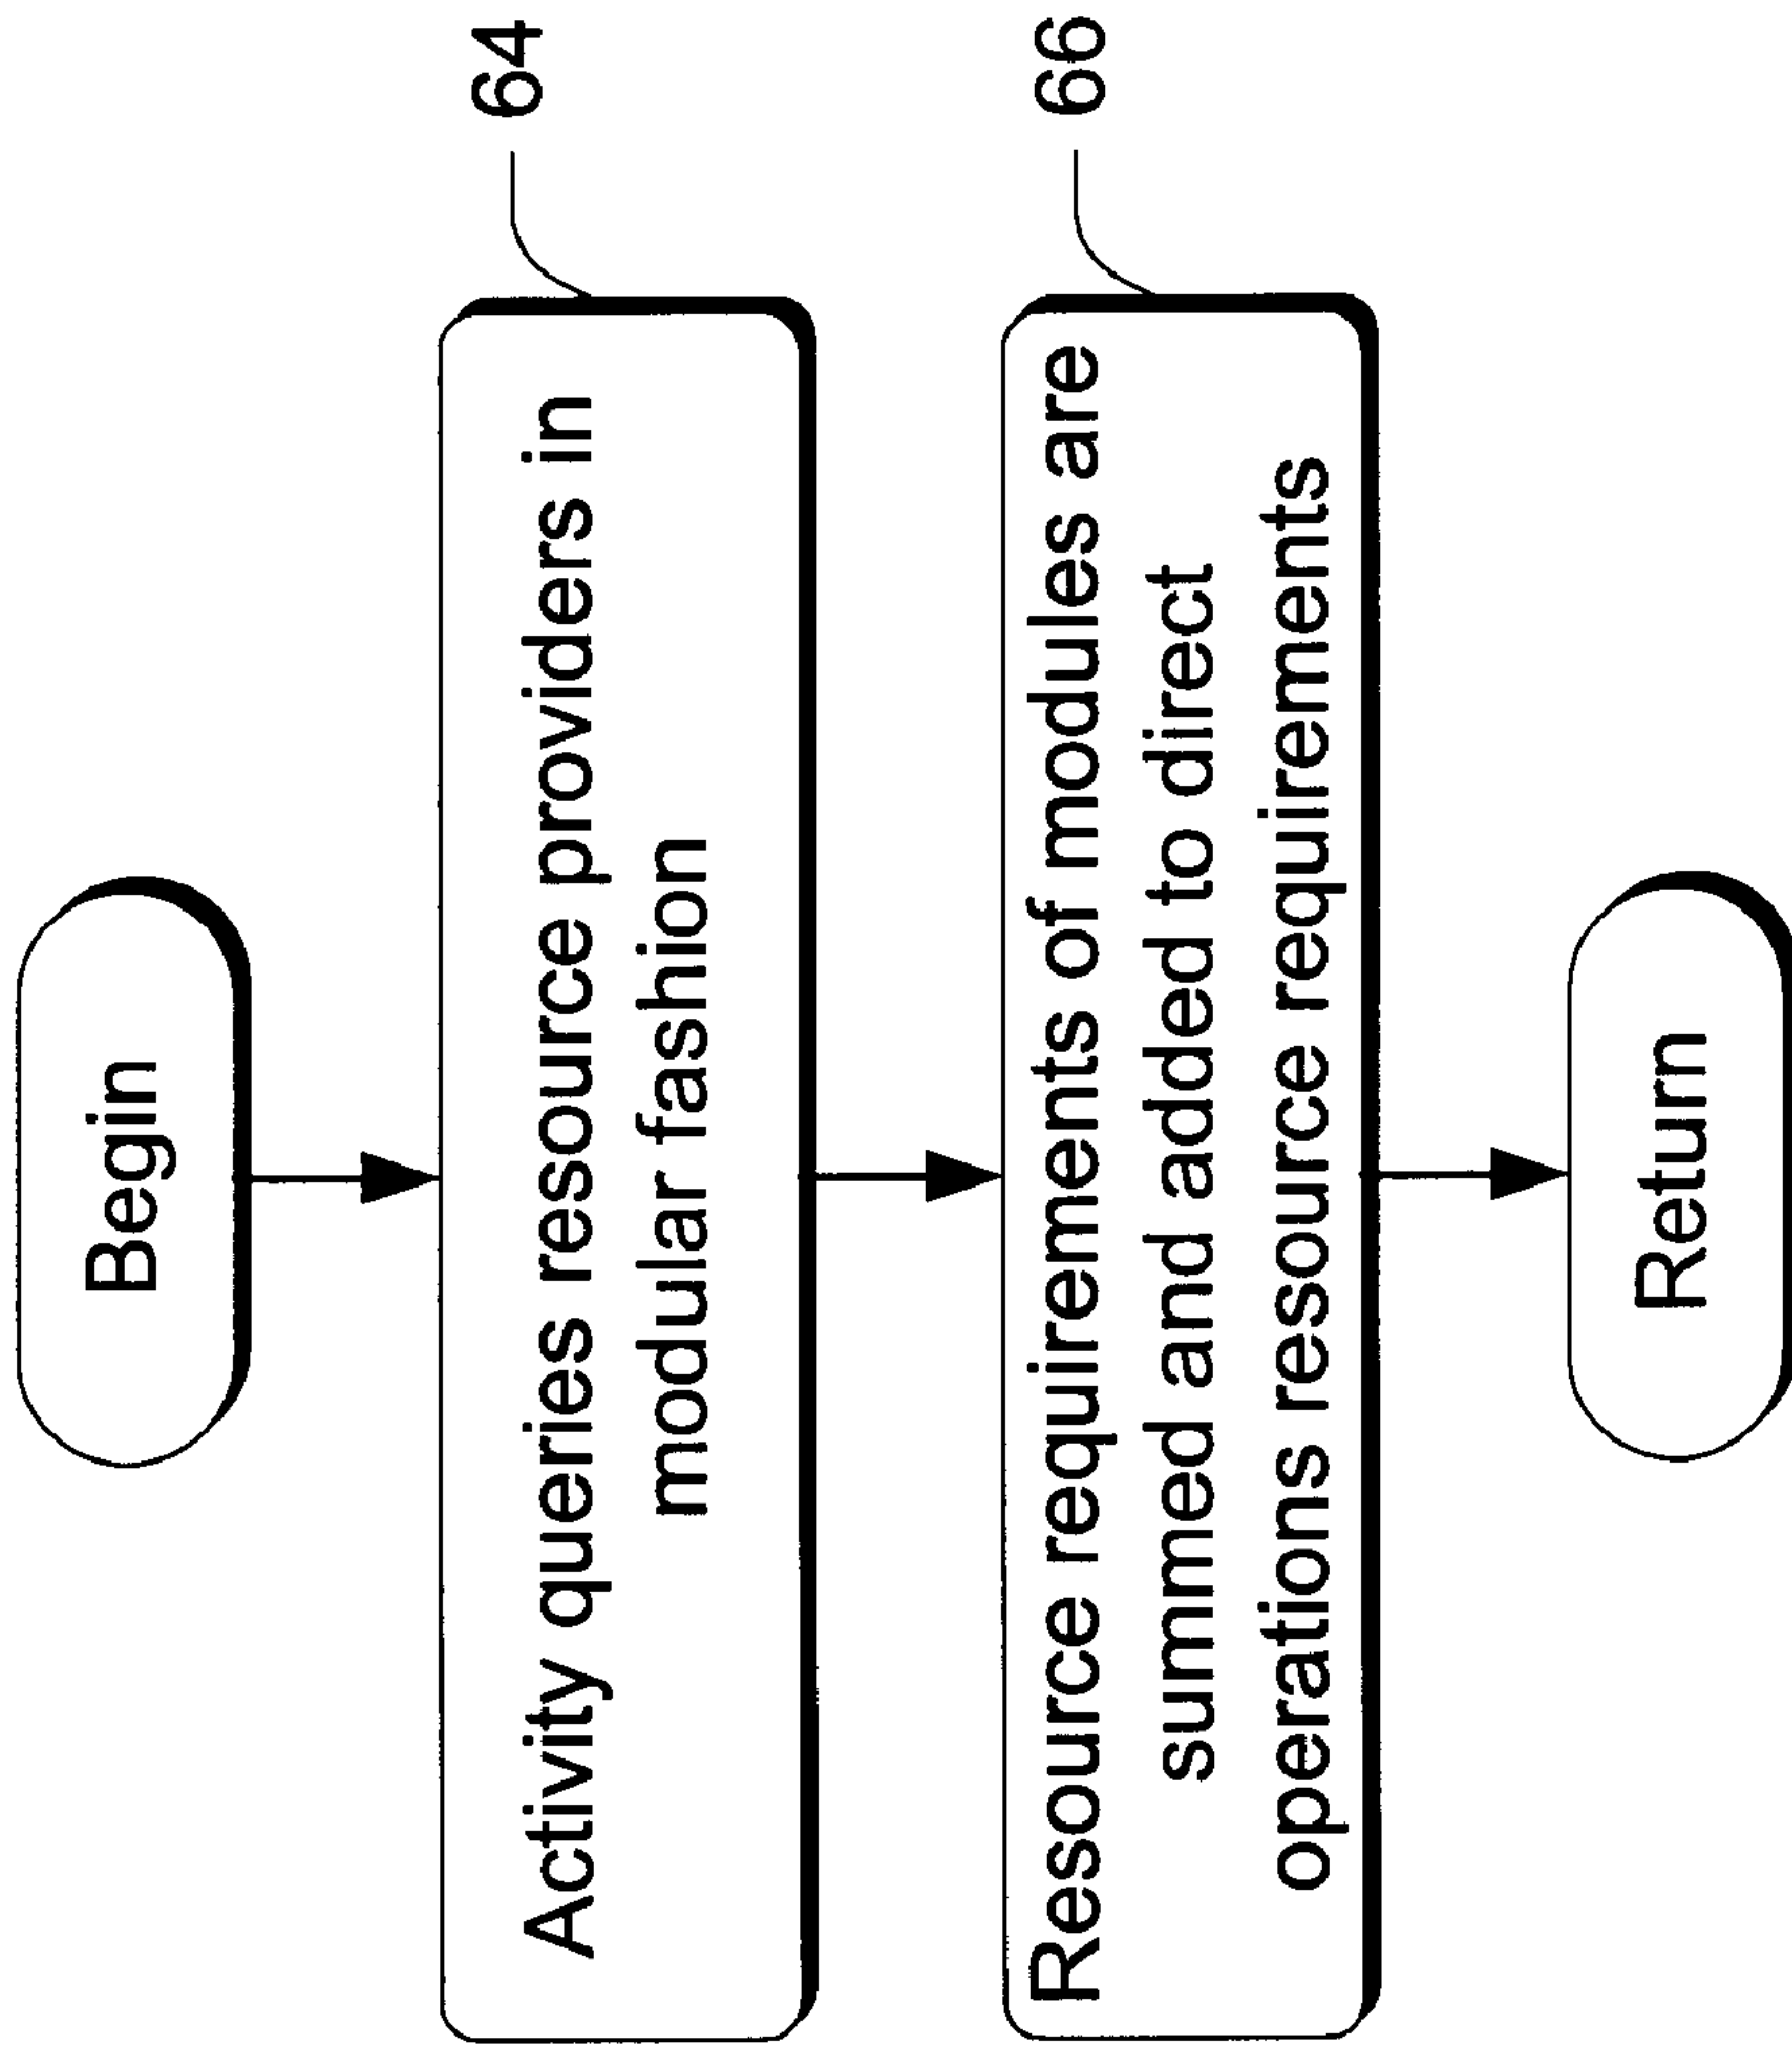 Begin
Activity queries resource providers in
modular fashion
64
Resource requirements of modules are
summed and added to direct
operations resource requirements
66
Return